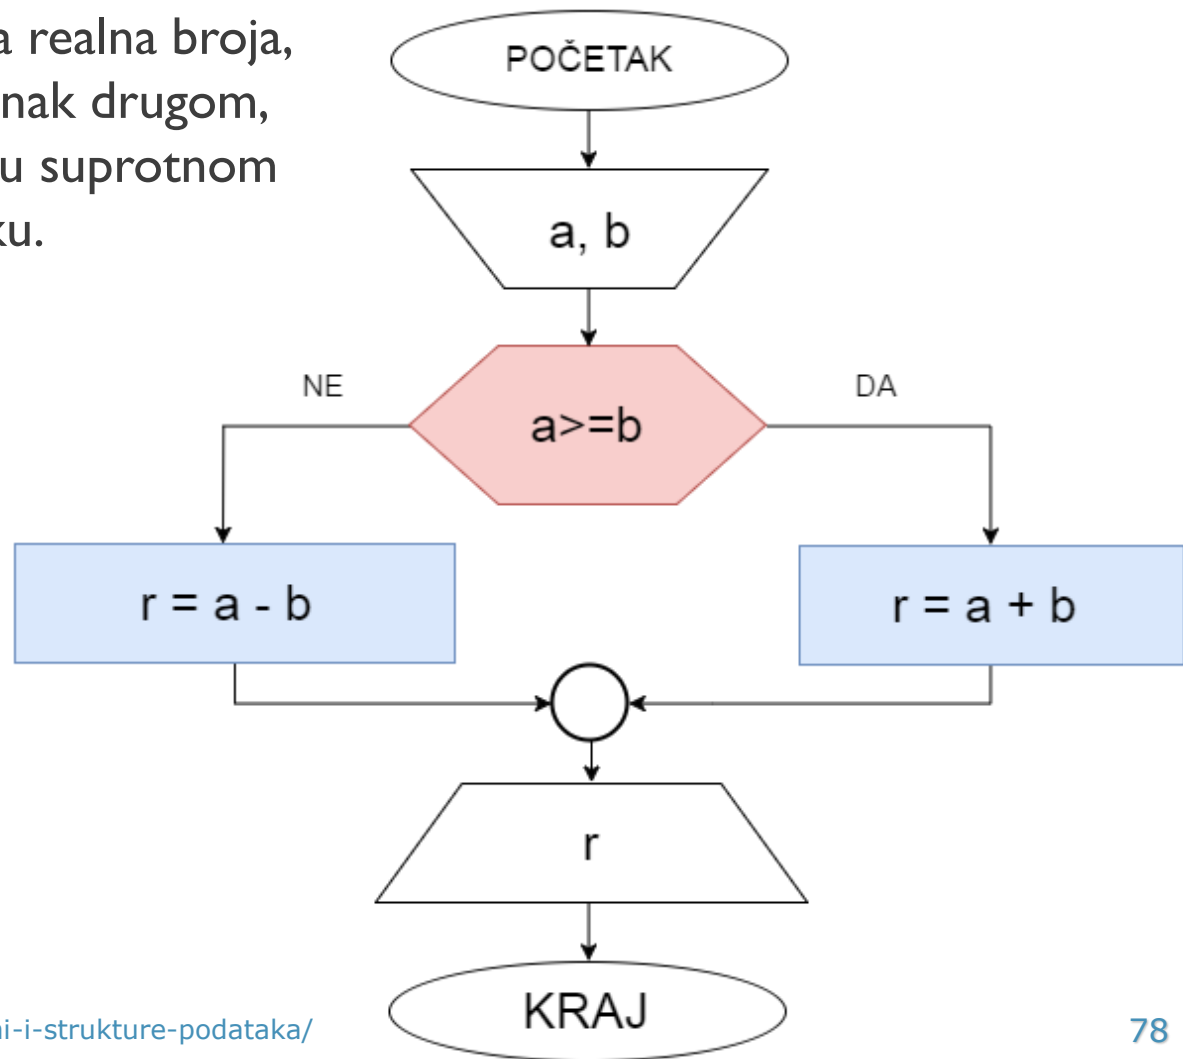 a realna broja,
nak drugom,
u suprotnom
ku.
POČETAK
a, b
NE
DA
a>=b
r = a - b
r = a + b
r
KRAJ
i-i-strukture-podataka/
78